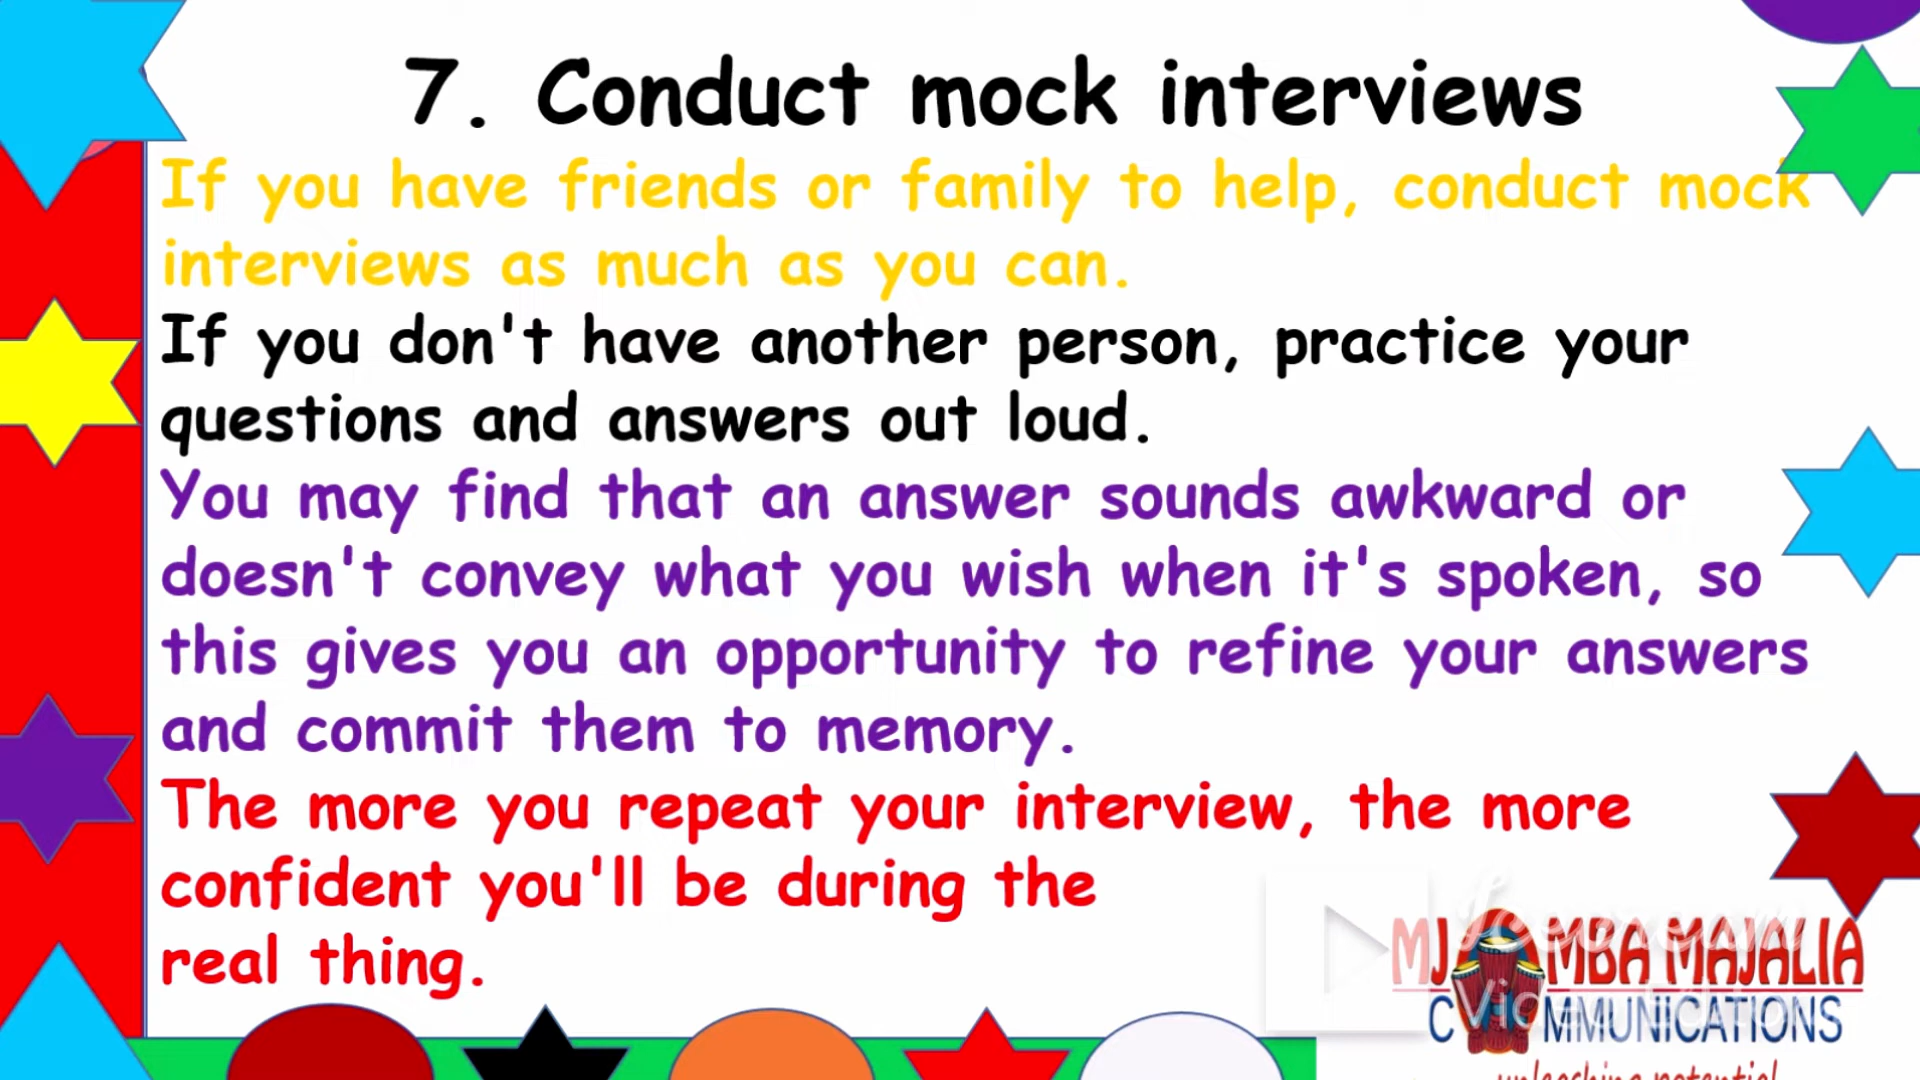 7. Conduct mock interviews
If you have friends or family to help, conduct mock
interviews as much as you can.
If you don't have another person, practice your
questions and answers out loud.
You may find that an answer sounds awkward or
doesn't convey what you wish when it's spoken, so
this gives you an opportunity to refine your answers
and commit them to memory.
The more you repeat your interview, the more
confident you'll be during the
real thing.
MJOMBA MAJALIA
COMMUNICATIONS
unleashing potential